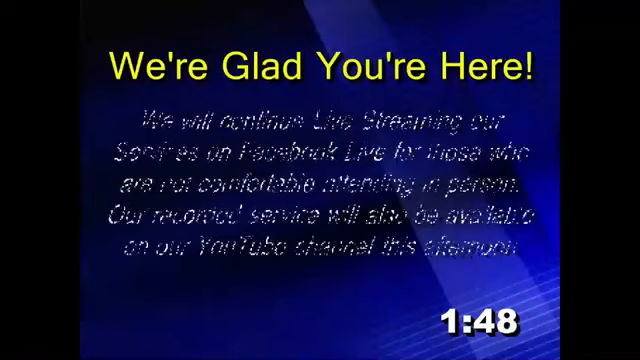 We're Glad You're Here!
We will continue Live Streaming our
Services on Facebook Live for those who
are not comfortable attending in person.
Our recorded service will also be available
on our YouTube channel this afternoon.
1:48